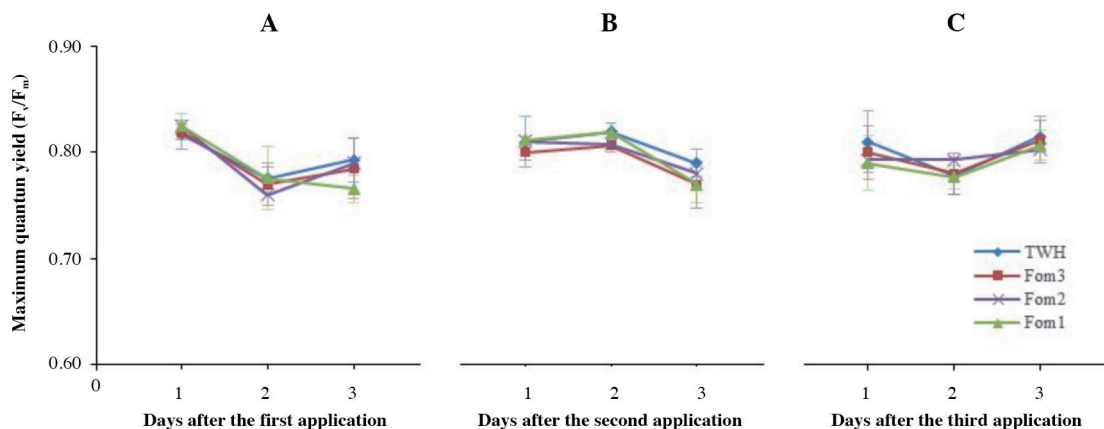 A B C
Maximum quantum yield (Fv/Fm)
0.90
0.80
0.70
0.60
TWH
Fom3
Fom2
Fom1
0 1 2 3 1 2 3 1 2 3
Days after the first application Days after the second application Days after the third application